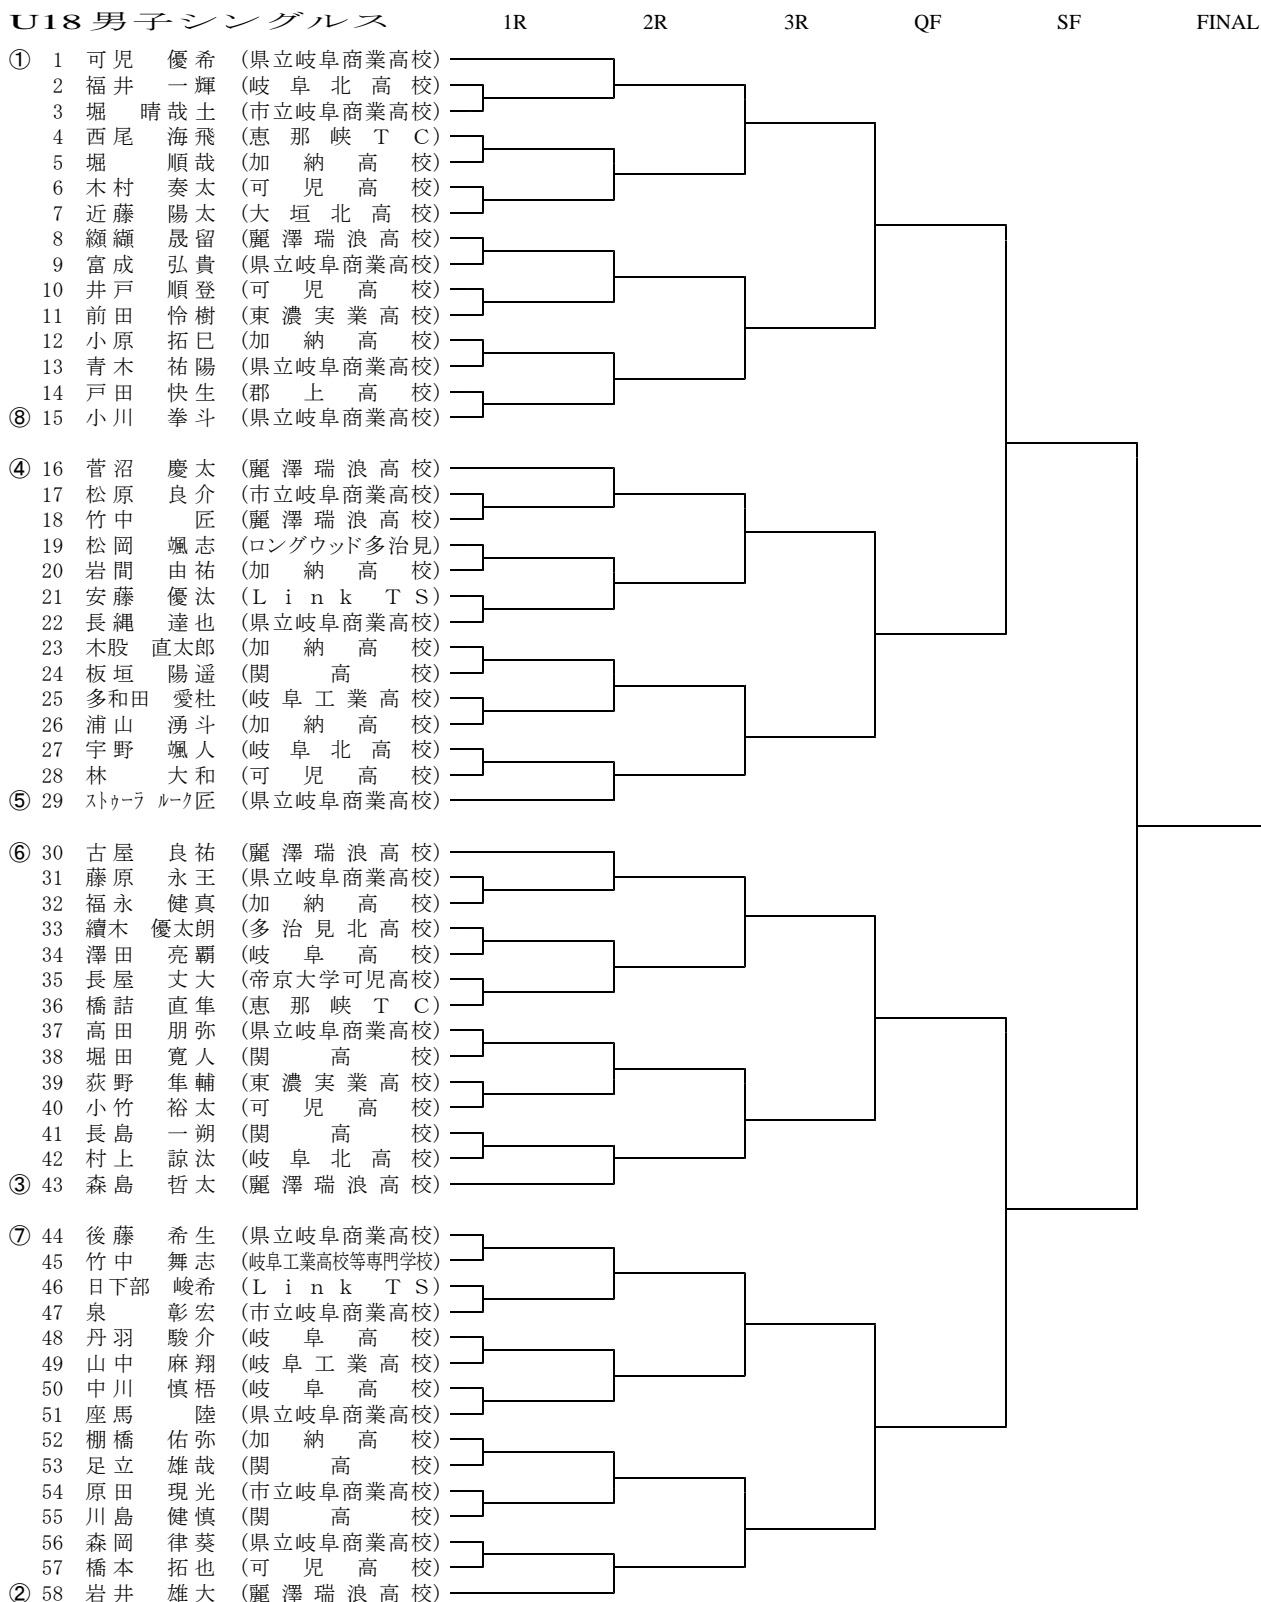 U18男子シングルス 1R 2R 3R QF SF FINAL
① 1 可児 優希 (県立岐阜商業高校)
2 福井 一輝 (岐阜北高校)
3 堀 晴哉士 (市立岐阜商業高校)
4 西尾 海飛 (恵那峡TC)
5 堀 順哉 (加納高校)
6 木村 奏太 (可児高校)
7 近藤 陽太 (大垣北高校)
8 纐纈 晟留 (麗澤瑞浪高校)
9 富成 弘貴 (県立岐阜商業高校)
10 井戸 順登 (可児高校)
11 前田 怜樹 (東濃実業高校)
12 小原 拓巳 (加納高校)
13 青木 祐陽 (県立岐阜商業高校)
14 戸田 快生 (郡上高校)
⑧ 15 小川 拳斗 (県立岐阜商業高校)
④ 16 菅沼 慶太 (麗澤瑞浪高校)
17 松原 良介 (市立岐阜商業高校)
18 竹中 匠 (麗澤瑞浪高校)
19 松岡 颯志 (ロングウッド多治見)
20 岩間 由祐 (加納高校)
21 安藤 優汰 (Link TS)
22 長縄 達也 (県立岐阜商業高校)
23 木股 直太郎 (加納高校)
24 板垣 陽遥 (関高校)
25 多和田 愛杜 (岐阜工業高校)
26 浦山 湧斗 (加納高校)
27 宇野 颯人 (岐阜北高校)
28 林 大和 (可児高校)
⑤ 29 ストゥーラ ルーク匠 (県立岐阜商業高校)
⑥ 30 古屋 良祐 (麗澤瑞浪高校)
31 藤原 永王 (県立岐阜商業高校)
32 福永 健真 (加納高校)
33 續木 優太朗 (多治見北高校)
34 澤田 亮覇 (岐阜高校)
35 長屋 丈大 (帝京大学可児高校)
36 橋詰 直隼 (恵那峡TC)
37 高田 朋弥 (県立岐阜商業高校)
38 堀田 寛人 (関高校)
39 荻野 隼輔 (東濃実業高校)
40 小竹 裕太 (可児高校)
41 長島 一朔 (関高校)
42 村上 諒汰 (岐阜北高校)
③ 43 森島 哲太 (麗澤瑞浪高校)
⑦ 44 後藤 希生 (県立岐阜商業高校)
45 竹中 舞志 (岐阜工業高校等専門学校)
46 日下部 峻希 (Link TS)
47 泉 彰宏 (市立岐阜商業高校)
48 丹羽 駿介 (岐阜高校)
49 山中 麻翔 (岐阜工業高校)
50 中川 慎梧 (岐阜高校)
51 座馬 陸 (県立岐阜商業高校)
52 棚橋 佑弥 (加納高校)
53 足立 雄哉 (関高校)
54 原田 現光 (市立岐阜商業高校)
55 川島 健慎 (関高校)
56 森岡 律葵 (県立岐阜商業高校)
57 橋本 拓也 (可児高校)
② 58 岩井 雄大 (麗澤瑞浪高校)